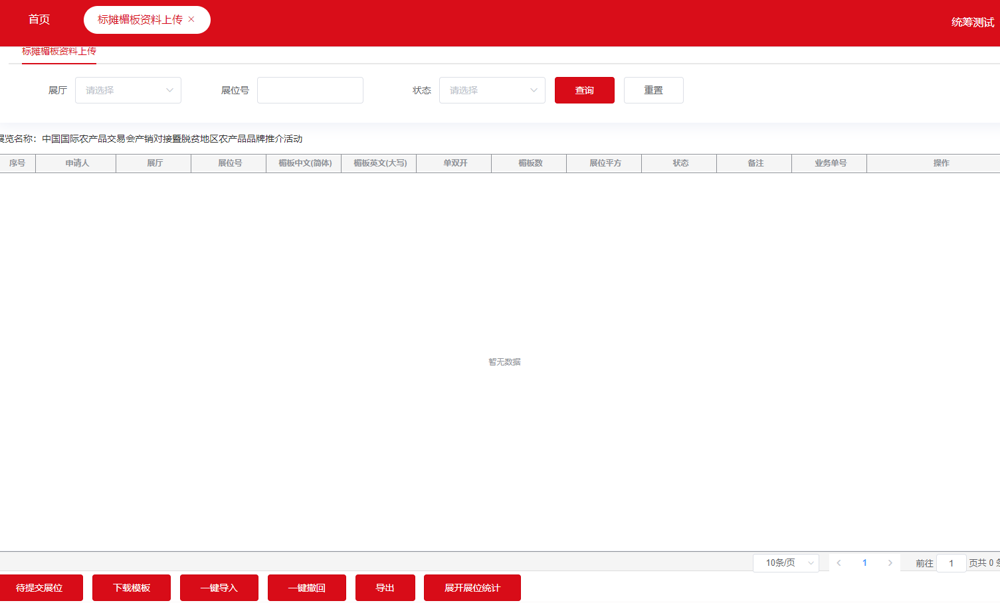 首页
标摊楣板资料上传
统筹测试
标摊楣板资料上传
展厅 请选择 展位号 状态 请选择 查询 重置
展览名称：中国国际农产品交易会产销对接暨脱贫地区农产品品牌推介活动
序号 申请人 展厅 展位号 楣板中文(简体) 楣板英文(大写) 单双开 楣板数 展位平方 状态 备注 业务单号 操作
暂无数据
10条/页 1 前往 1 页共 0 条
待提交展位 下载模板 一键导入 一键撤回 导出 展开展位统计